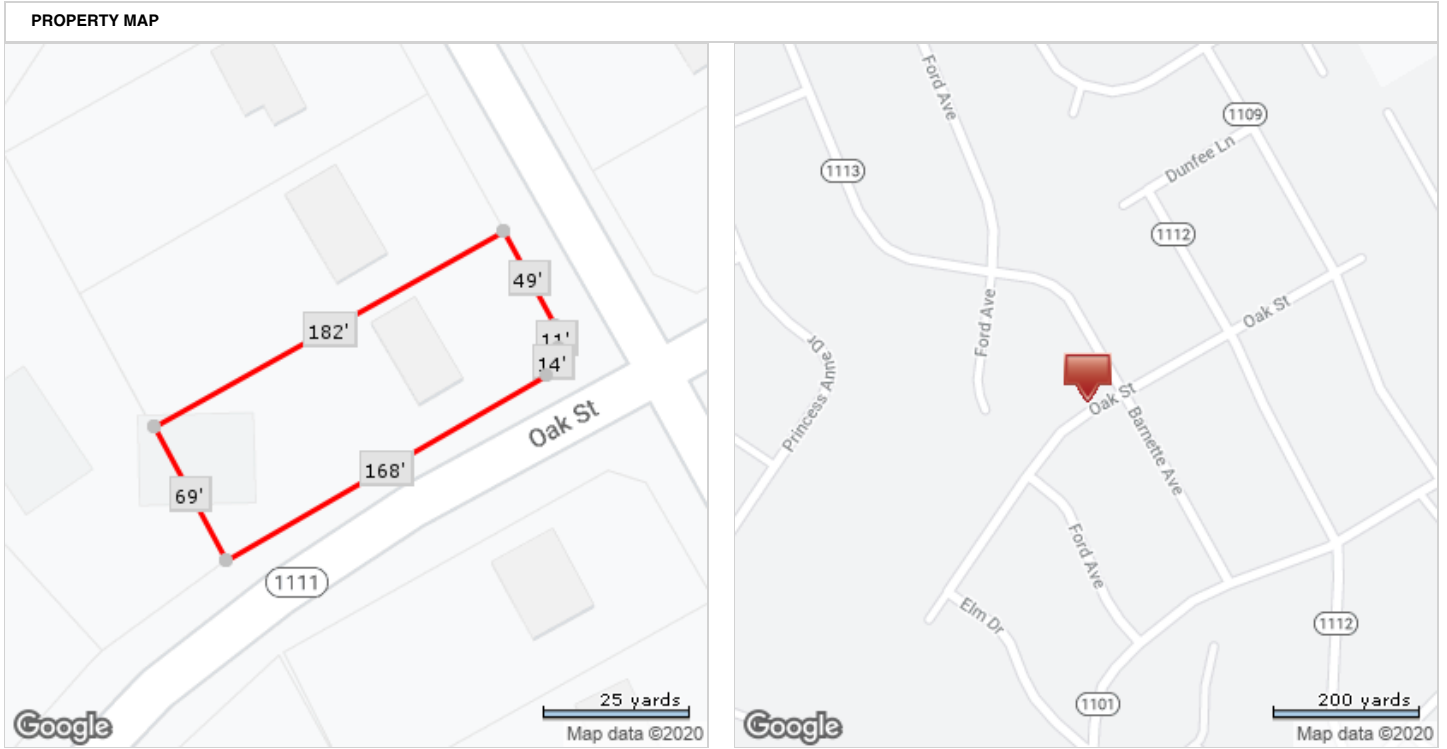 PROPERTY MAP
49'
182'
11'
14'
Oak St
168'
69'
1111
25 yards
Google
Map data ©2020
Ford Ave
1109
Dunfee Ln
1113
1112
Ford Ave
Oak St
Princess Anne Dr
Oak St
Barnette Ave
Ford Ave
Elm Dr
1112
1101
200 yards
Google
Map data ©2020